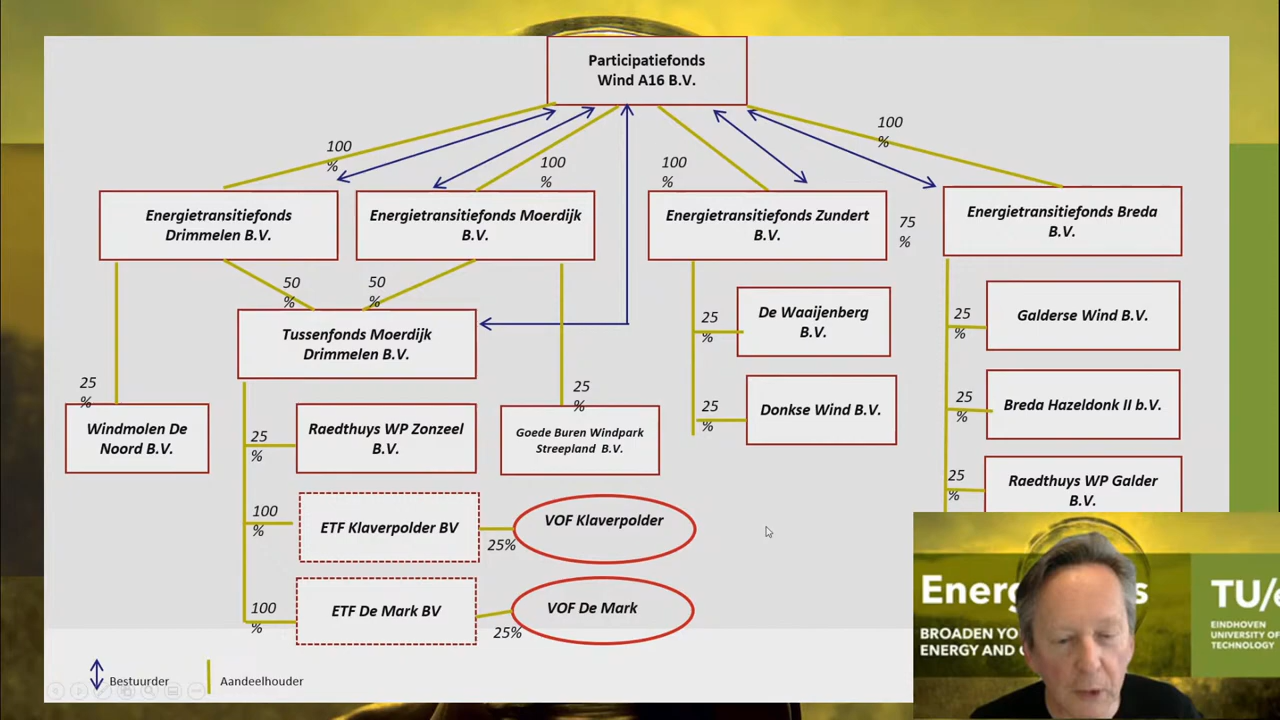 Participatiefonds
Wind A16 B.V.
100
%
100
%
100
%
100
%
Energietransitiefonds
Drimmelen B.V.
Energietransitiefonds Moerdijk
B.V.
Energietransitiefonds Zundert
B.V.
75
%
Energietransitiefonds Breda
B.V.
50
%
50
%
Tussenfonds Moerdijk
Drimmelen B.V.
25
%
De Waaijenberg
B.V.
25
%
Galderse Wind B.V.
25
%
Windmolen De
Noord B.V.
25
%
Raedthuys WP Zonzeel
B.V.
25
%
Goede Buren Windpark
Streepland B.V.
25
%
Donkse Wind B.V.
25
%
Breda Hazeldonk II b.V.
25
%
Raedthuys WP Galder
B.V.
100
%
ETF Klaverpolder BV
25%
VOF Klaverpolder
100
%
ETF De Mark BV
25%
VOF De Mark
Bestuurder
Aandeelhouder
BROADEN YO
ENERGY AND
TU/e
EINDHOVEN
UNIVERSITY OF
TECHNOLOGY